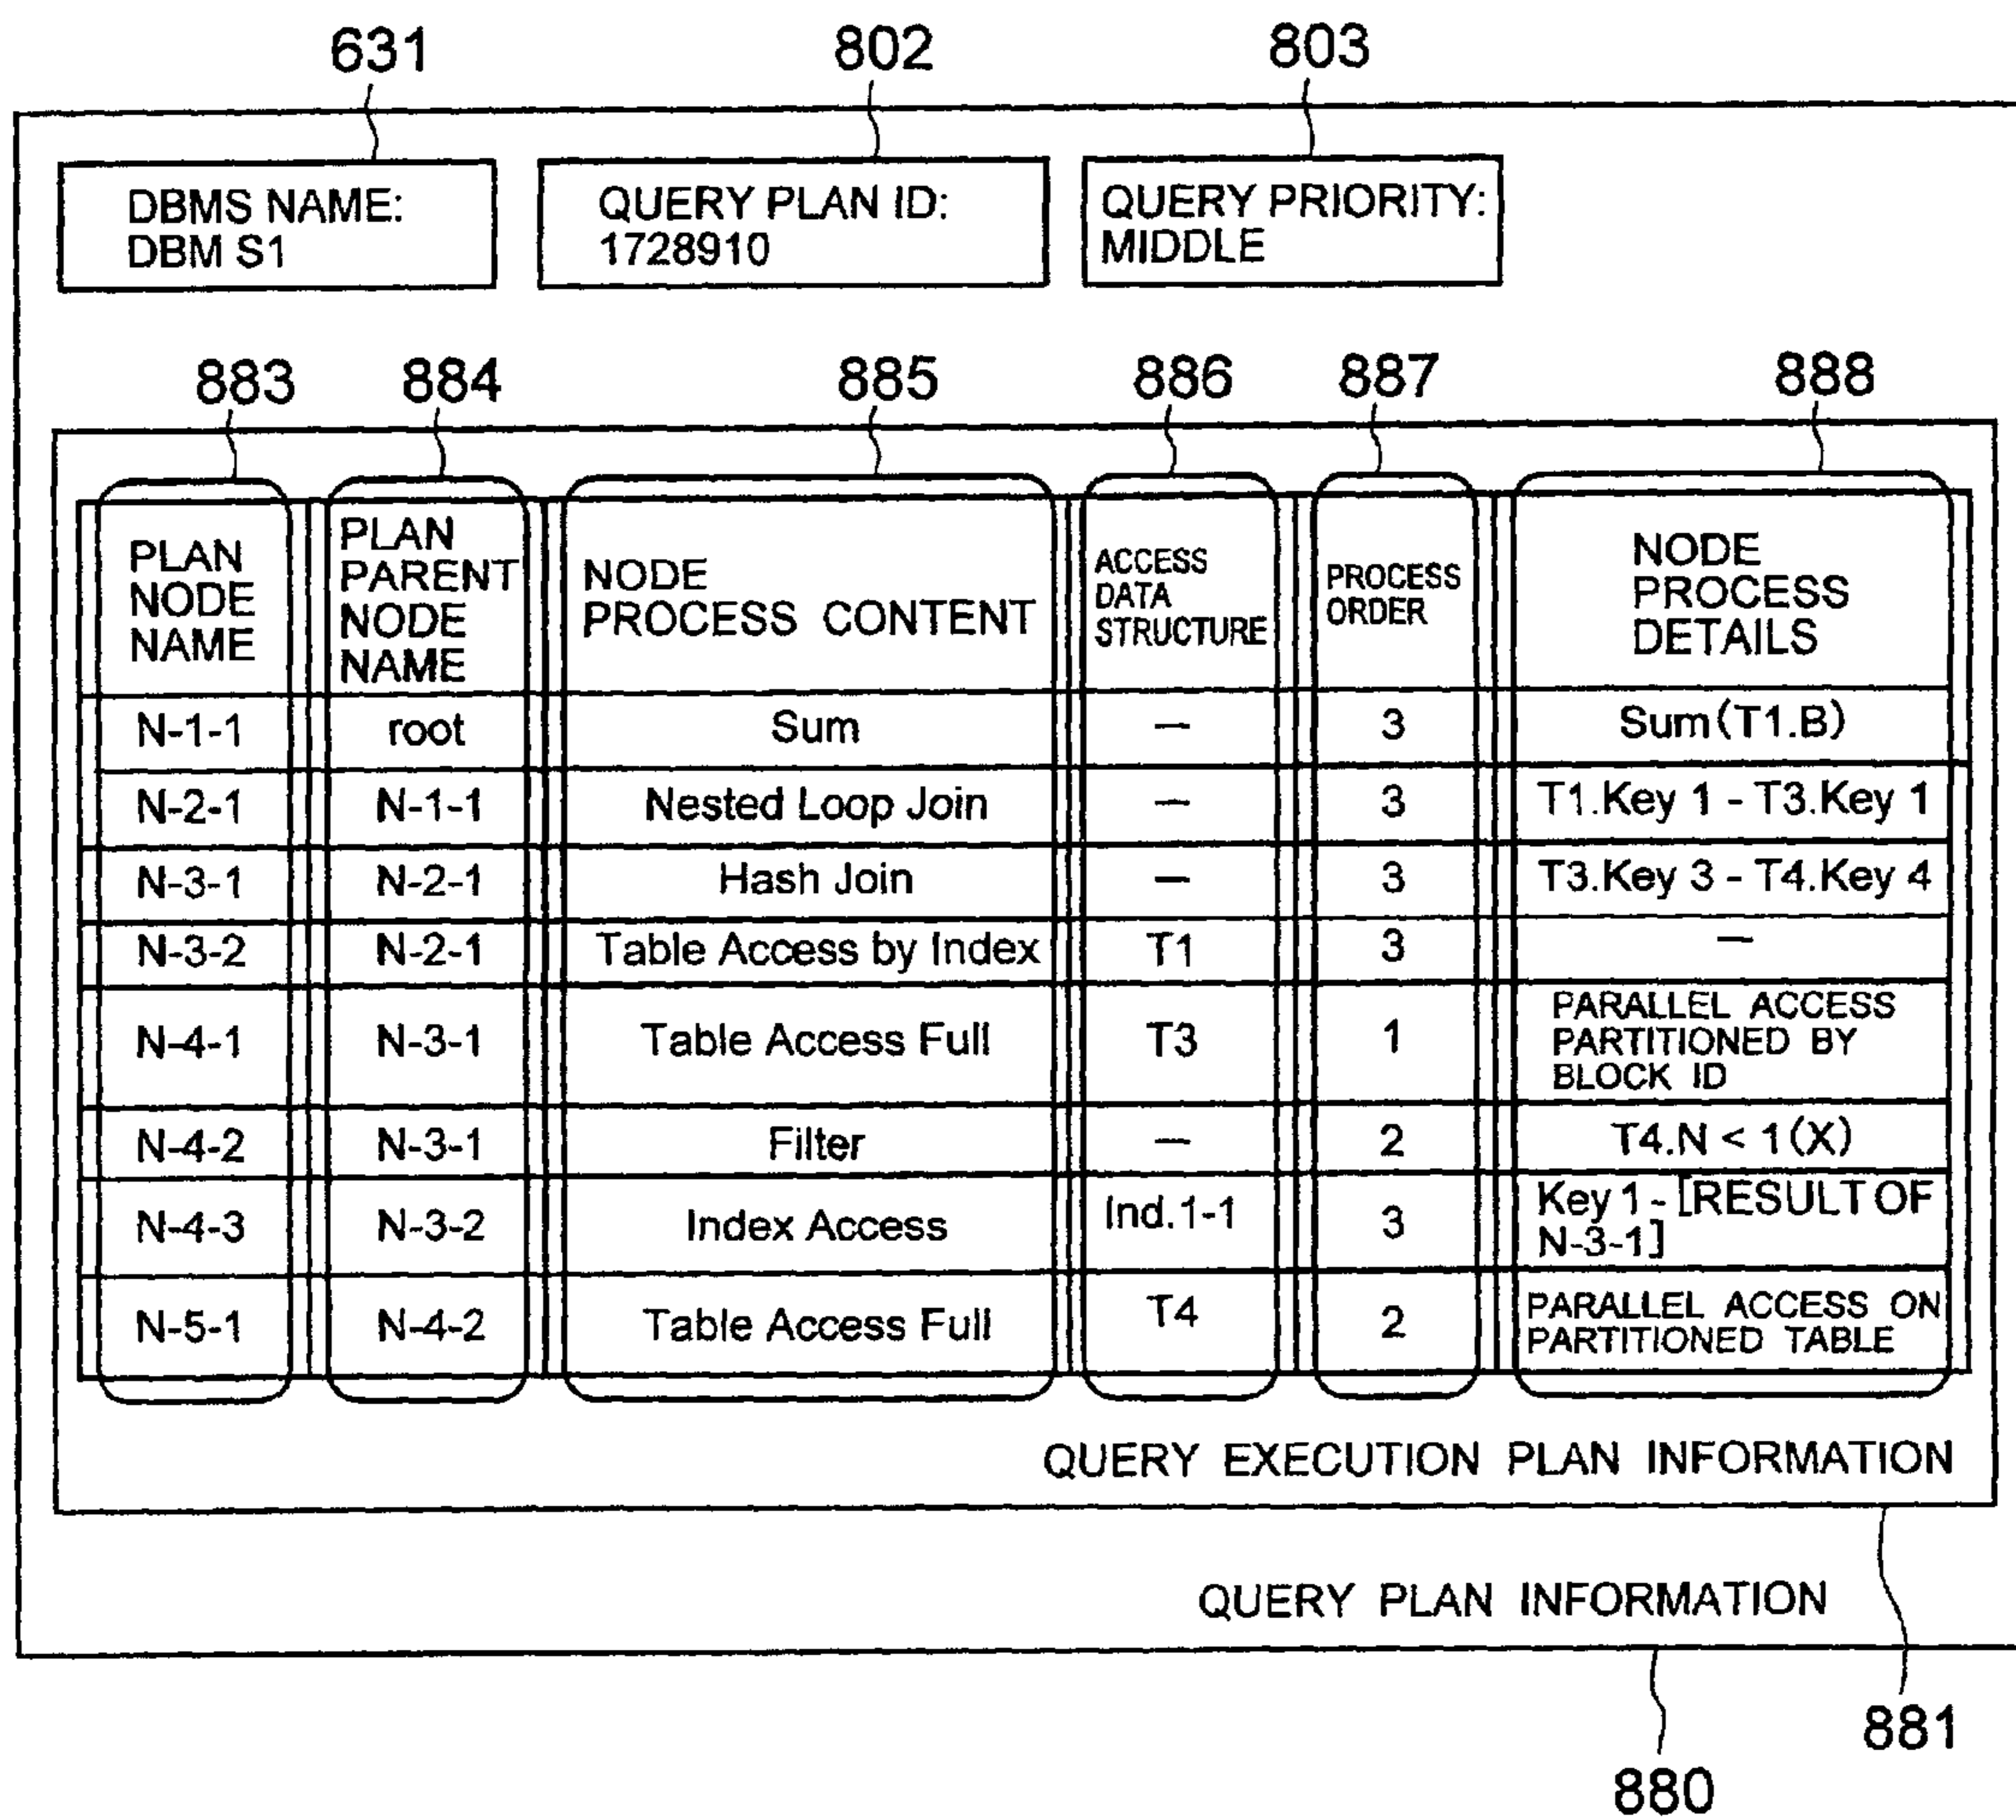 631
802
803
DBMS NAME:
DBM S1
QUERY PLAN ID:
1728910
QUERY PRIORITY:
MIDDLE
883
884
885
886
887
888
PLAN
NODE
NAME
PLAN
PARENT
NODE
NAME
NODE
PROCESS CONTENT
ACCESS
DATA
STRUCTURE
PROCESS
ORDER
NODE
PROCESS
DETAILS
N-1-1 root Sum — 3 Sum(T1.B)
N-2-1 N-1-1 Nested Loop Join — 3 T1.Key 1 - T3.Key 1
N-3-1 N-2-1 Hash Join — 3 T3.Key 3 - T4.Key 4
N-3-2 N-2-1 Table Access by Index T1 3 —
N-4-1 N-3-1 Table Access Full T3 1
PARALLEL ACCESS
PARTITIONED BY
BLOCK ID
N-4-2 N-3-1 Filter — 2 T4.N < 1(X)
N-4-3 N-3-2 Index Access Ind.1-1 3
Key 1 - [RESULT OF
N-3-1]
N-5-1 N-4-2 Table Access Full T4 2
PARALLEL ACCESS ON
PARTITIONED TABLE
QUERY EXECUTION PLAN INFORMATION
QUERY PLAN INFORMATION
881
880